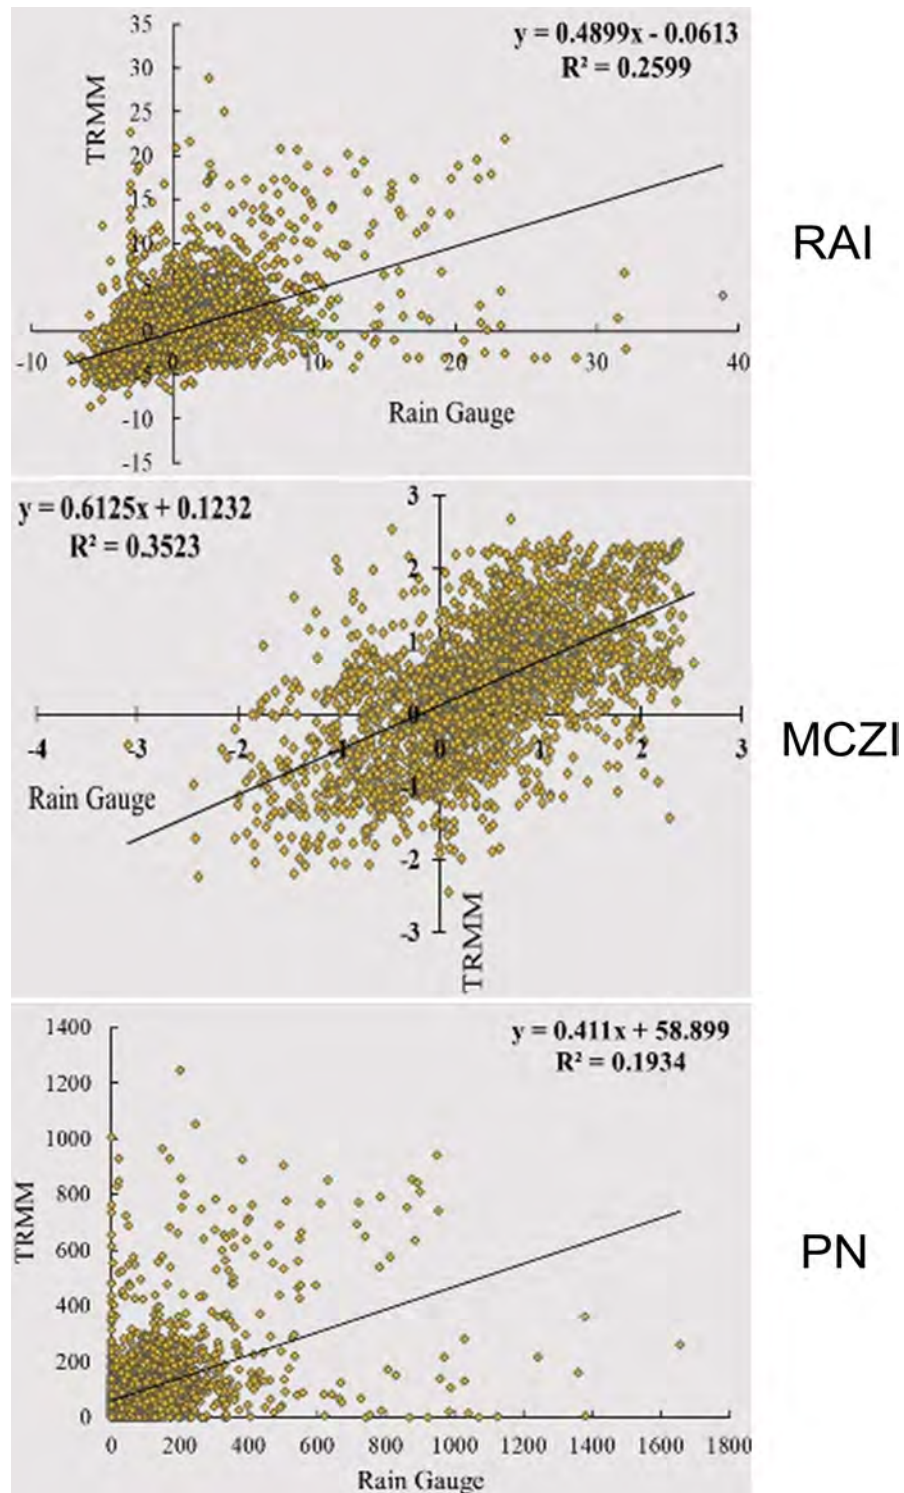 35
30
25
20
15
10
5
0
-5
-10
-15
TRMM
y = 0.4899x - 0.0613
R² = 0.2599
-10 0 10 20 30 40
Rain Gauge
RAI
y = 0.6125x + 0.1232
R² = 0.3523
3
2
1
0
-1
-2
-3
-4 -3 -2 -1 0 1 2 3
Rain Gauge
TRMM
MCZI
y = 0.411x + 58.899
R² = 0.1934
1400
1200
1000
800
600
400
200
0
TRMM
0 200 400 600 800 1000 1200 1400 1600 1800
Rain Gauge
PN